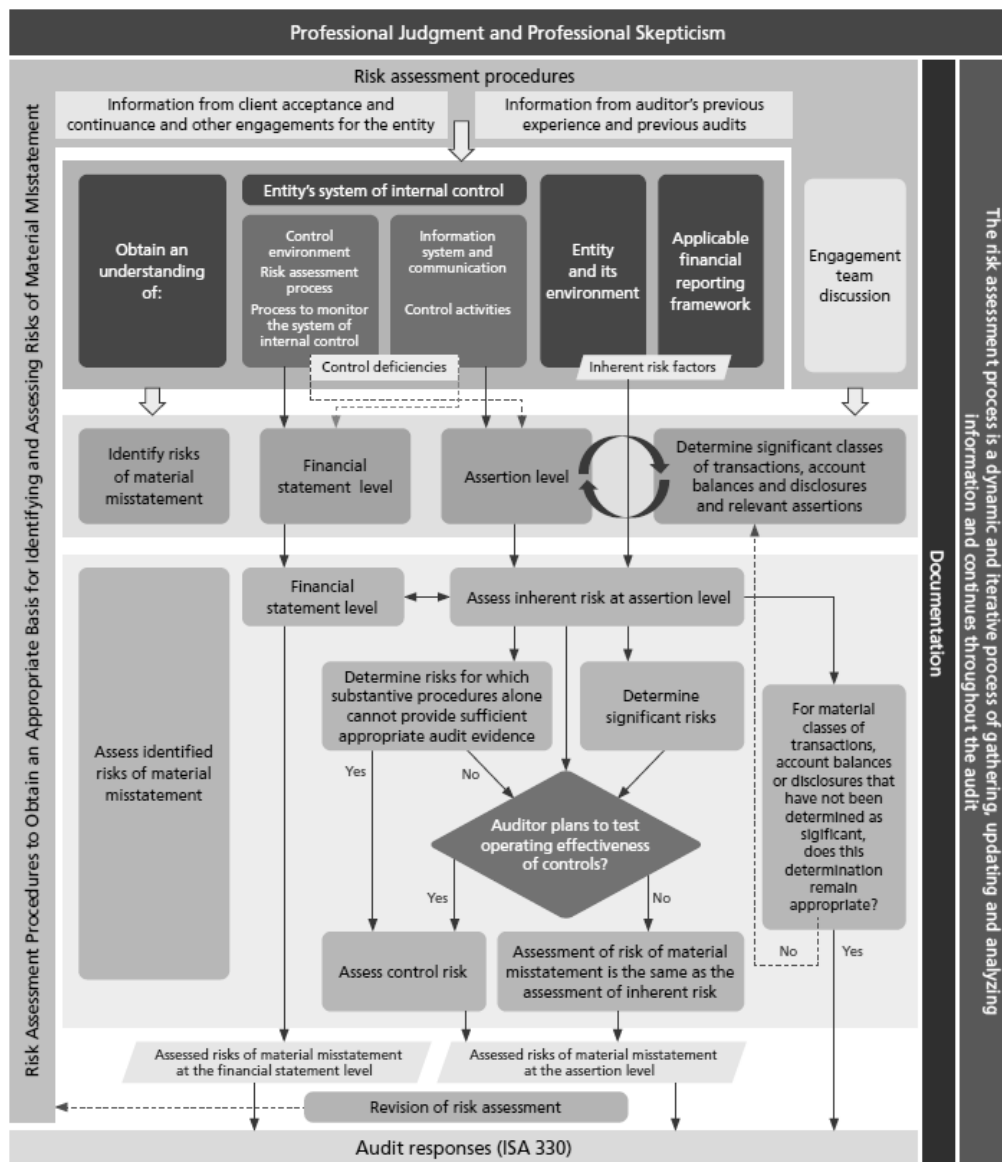 Professional Judgment and Professional Skepticism
Risk Assessment Procedures to Obtain an Appropriate Basis for Identifying and Assessing Risks of Material MIsstatement
Risk assessment procedures
Information from client acceptance and
continuance and other engagements for the entity
Information from auditor's previous
experience and previous audits
Obtain an
understanding
of:
Entity's system of internal control
Control
environment
Risk assessment
process
Process to monitor
the system of
internal control
Information
system and
communication
Control activities
Entity
and its
environment
Applicable
financial
reporting
framework
Engagement
team
discussion
Control deficiencies
Inherent risk factors
Identify risks
of material
misstatement
Financial
statement level
Assertion level
Determine significant classes
of transactions, account
balances and disclosures
and relevant assertions
Assess identified
risks of material
misstatement
Financial
statement level
Assess inherent risk at assertion level
Determine risks for which
substantive procedures alone
cannot provide sufficient
appropriate audit evidence
Determine
significant risks
For material
classes of
transactions,
account balances
or disclosures that
have not been
determined as
sigificant,
does this
determination
remain
appropriate?
Yes
No
Auditor plans to test
operating effectiveness
of controls?
Yes
No
No
Yes
Assess control risk
Assessment of risk of material
misstatement is the same as the
assessment of inherent risk
Assessed risks of material misstatement
at the financial statement level
Assessed risks of material misstatement
at the assertion level
Revision of risk assessment
Audit responses (ISA 330)
Documentation
The risk assessment process is a dynamic and iterative process of gathering, updating and analyzing
information and continues throughout the audit